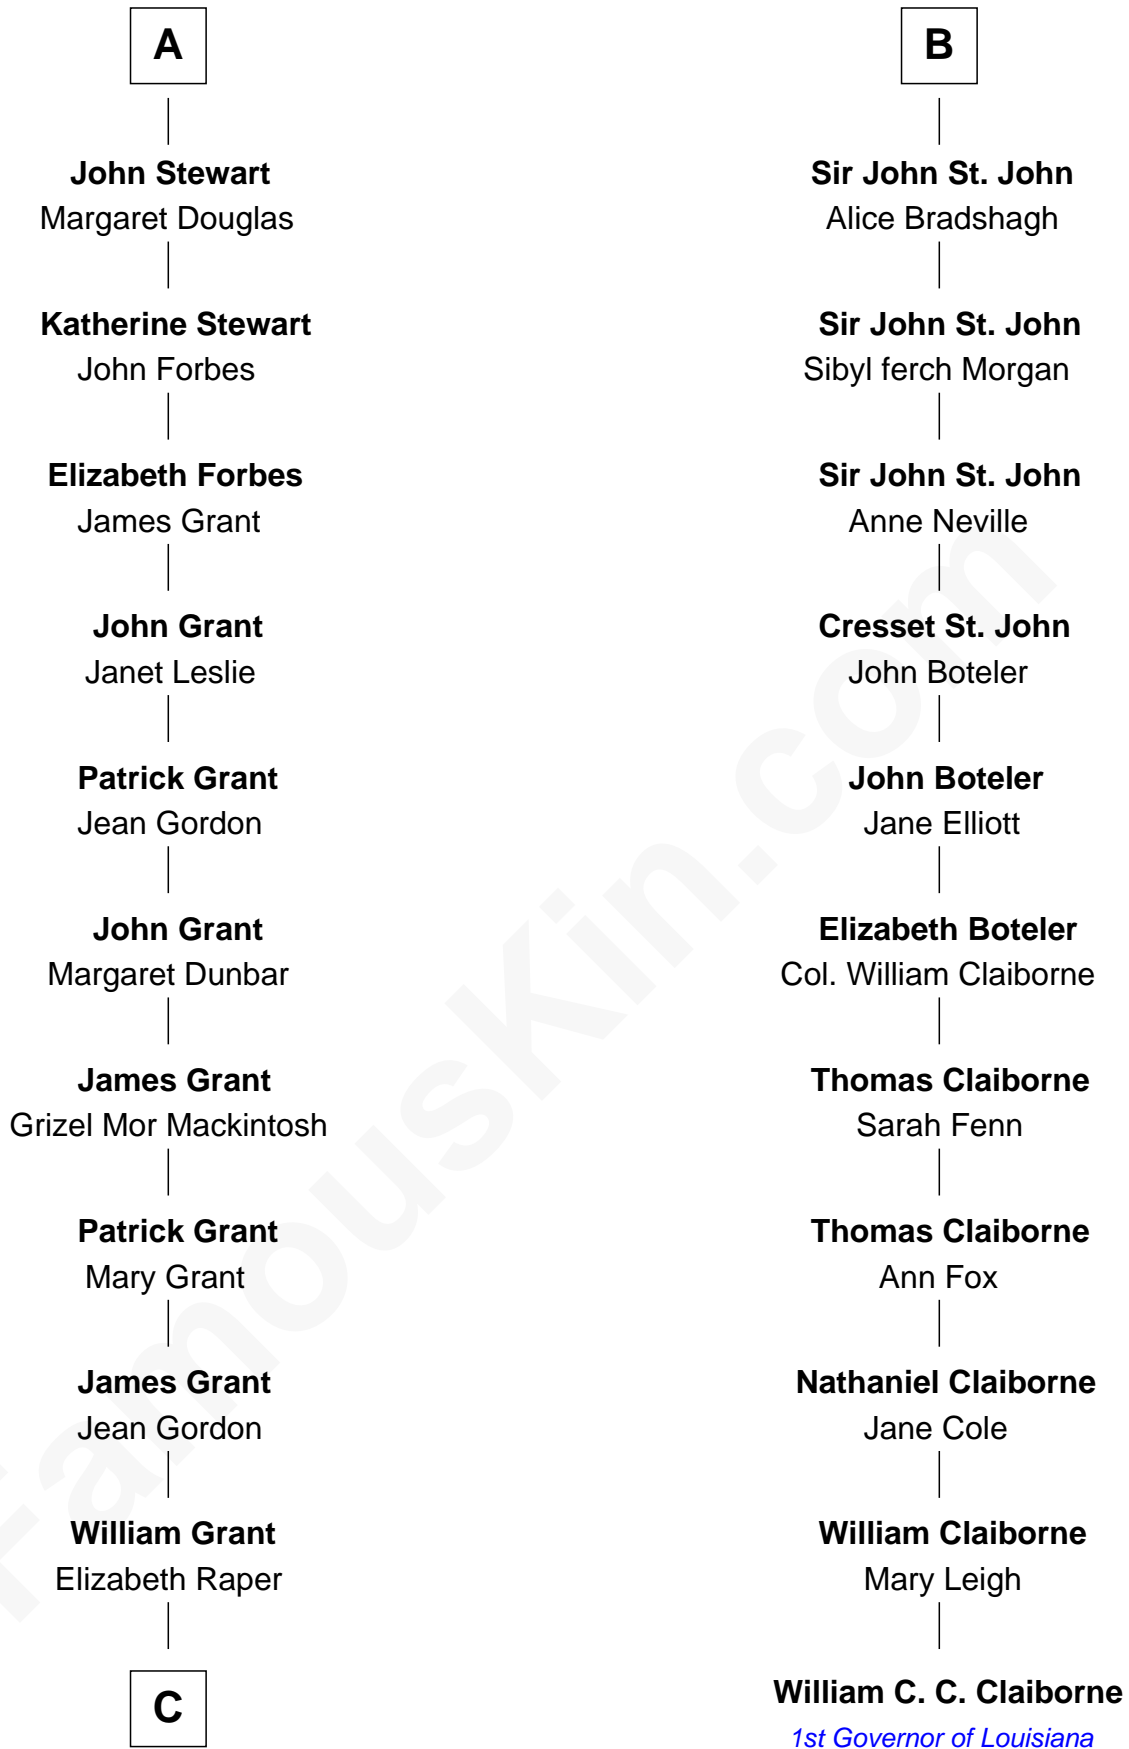 A
John Stewart
Margaret Douglas
Katherine Stewart
John Forbes
Elizabeth Forbes
James Grant
John Grant
Janet Leslie
Patrick Grant
Jean Gordon
John Grant
Margaret Dunbar
James Grant
Grizel Mor Mackintosh
Patrick Grant
Mary Grant
James Grant
Jean Gordon
William Grant
Elizabeth Raper
C
B
Sir John St. John
Alice Bradshagh
Sir John St. John
Sibyl ferch Morgan
Sir John St. John
Anne Neville
Cresset St. John
John Boteler
John Boteler
Jane Elliott
Elizabeth Boteler
Col. William Claiborne
Thomas Claiborne
Sarah Fenn
Thomas Claiborne
Ann Fox
Nathaniel Claiborne
Jane Cole
William Claiborne
Mary Leigh
William C. C. Claiborne
1st Governor of Louisiana
FamousKin.com